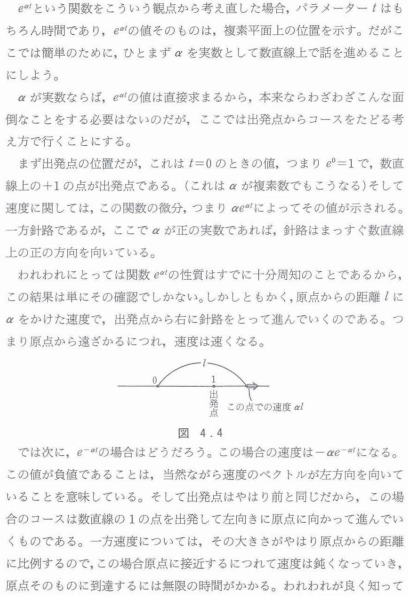 e^{αt}という関数をこういう観点から考え直した場合，パラメーターtはも
ちろん時間であり，e^{αt}の値そのものは，複素平面上の位置を示す。だがこ
こでは簡単のために，ひとまずαを実数として数直線上で話を進めること
にしよう。
αが実数ならば，e^{αt}の値は直接求まるから，本来ならわざわざこんな面
倒なことをする必要はないのだが，ここでは出発点からコースをたどる考
え方で行くことにする。
まず出発点の位置だが，これはt=0のときの値，つまりe^0=1で，数直
線上の+1の点が出発点である。(これはαが複素数でもこうなる)そして
速度に関しては，この関数の微分，つまりαe^{αt}によってその値が示される。
一方針路であるが，ここでαが正の実数であれば，針路はまっすぐ数直線
上の正の方向を向いている。
われわれにとっては関数e^{αt}の性質はすでに十分周知のことであるから，
この結果は単にその確認でしかない。しかしともかく，原点からの距離lに
αをかけた速度で，出発点から右に針路をとって進んでいくのである。つ
まり原点から遠ざかるにつれ，速度は速くなる。
l
0 1
出発点
この点での速度αl
図 4.4
では次に，e^{-αt}の場合はどうだろう。この場合の速度は-αe^{-αt}になる。
この値が負値であることは，当然ながら速度のベクトルが左方向を向いて
いることを意味している。そして出発点はやはり前と同じだから，この場
合のコースは数直線の1の点を出発して左向きに原点に向かって進んでい
くものである。一方速度については，その大きさがやはり原点からの距離
に比例するので，この場合原点に接近するにつれて速度は鈍くなっていき，
原点そのものに到達するには無限の時間がかかる。われわれが良く知って